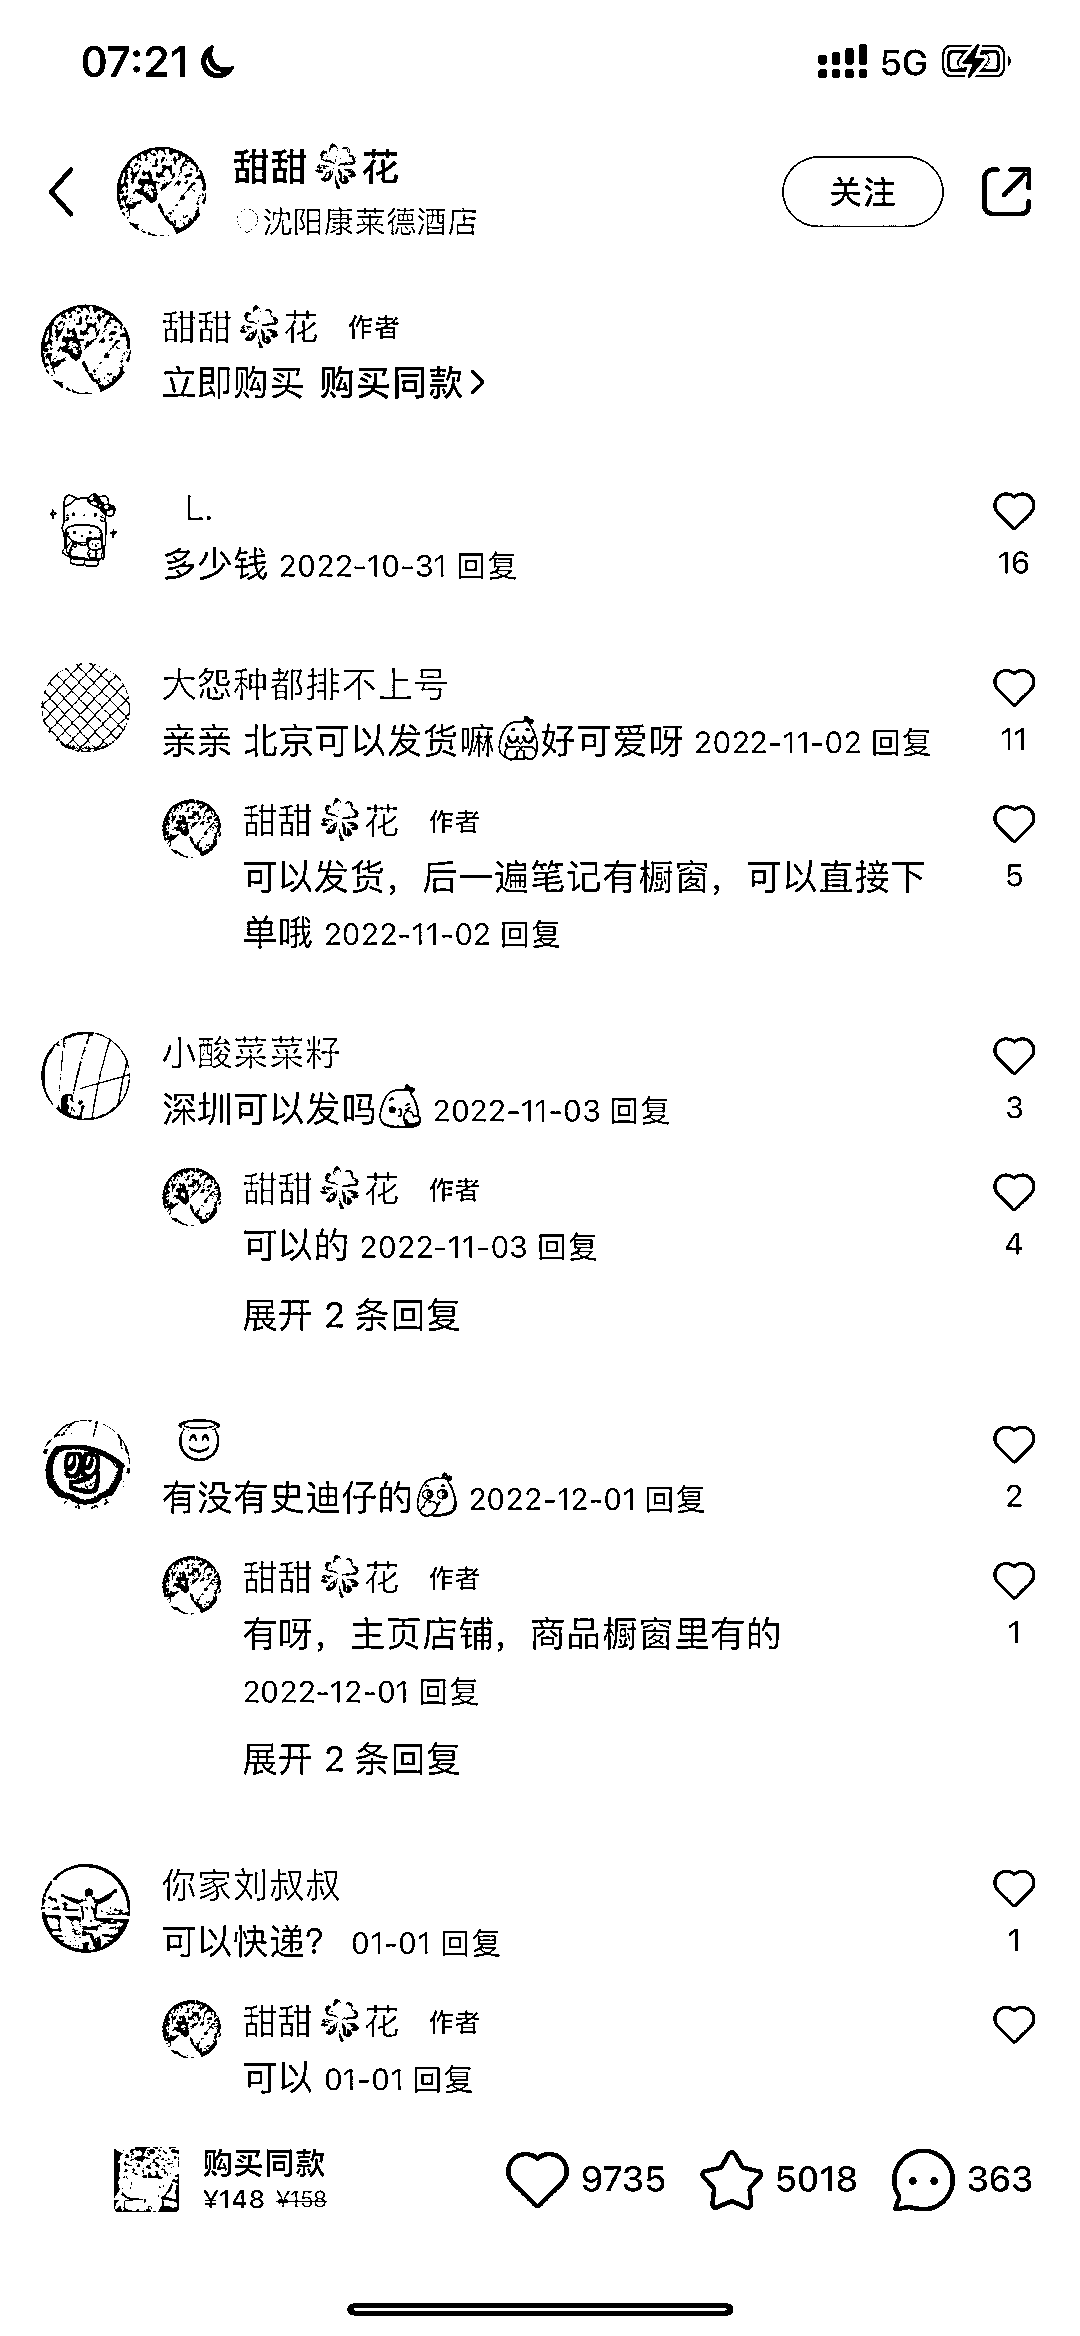 07:21
5G
甜甜🍀花
沈阳康莱德酒店
关注
甜甜🍀花 作者
立即购买 购买同款
L.
多少钱 2022-10-31 回复
16
大怨种都排不上号
亲亲 北京可以发货嘛好可爱呀 2022-11-02 回复
11
甜甜🍀花 作者
可以发货，后一遍笔记有橱窗，可以直接下
单哦 2022-11-02 回复
5
小酸菜菜籽
深圳可以发吗 2022-11-03 回复
3
甜甜🍀花 作者
可以的 2022-11-03 回复
4
展开 2 条回复
😇
有没有史迪仔的 2022-12-01 回复
2
甜甜🍀花 作者
有呀，主页店铺，商品橱窗里有的
2022-12-01 回复
1
展开 2 条回复
你家刘叔叔
可以快递？ 01-01 回复
1
甜甜🍀花 作者
可以 01-01 回复
购买同款
¥148 ¥158
9735
5018
363